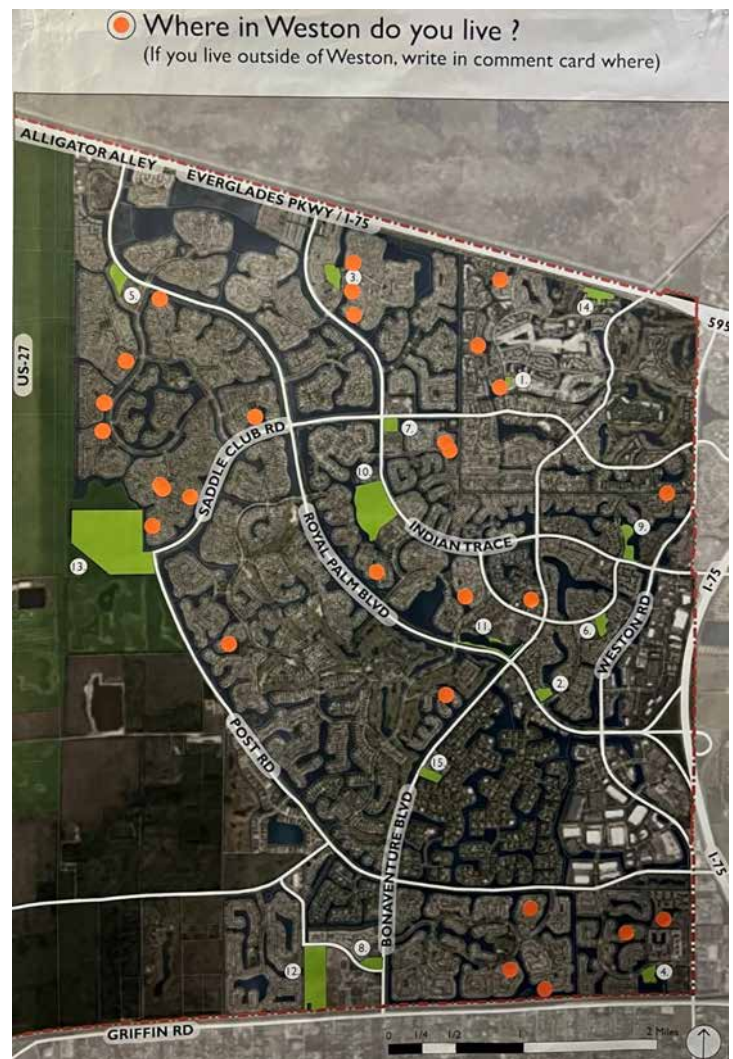 Where in Weston do you live ?
(If you live outside of Weston, write in comment card where)
ALLIGATOR ALLEY
EVERGLADES PKWY / I-75
5.
3.
14.
595
US-27
1.
SADDLE CLUB RD
7.
10.
INDIAN TRACE
9.
ROYAL PALM BLVD
13.
I-75
11.
6.
WESTON RD
2.
POST RD
15.
BONAVENTURE BLVD
I-75
8.
12.
4.
GRIFFIN RD
0 1/4 1/2 1 2 Miles